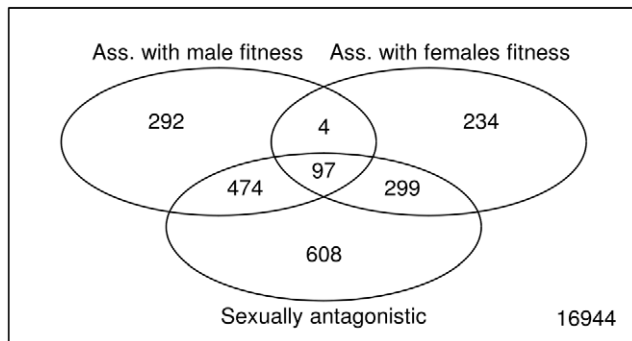 Ass. with male fitness Ass. with females fitness
292 4 234
97
474 299
608
Sexually antagonistic 16944